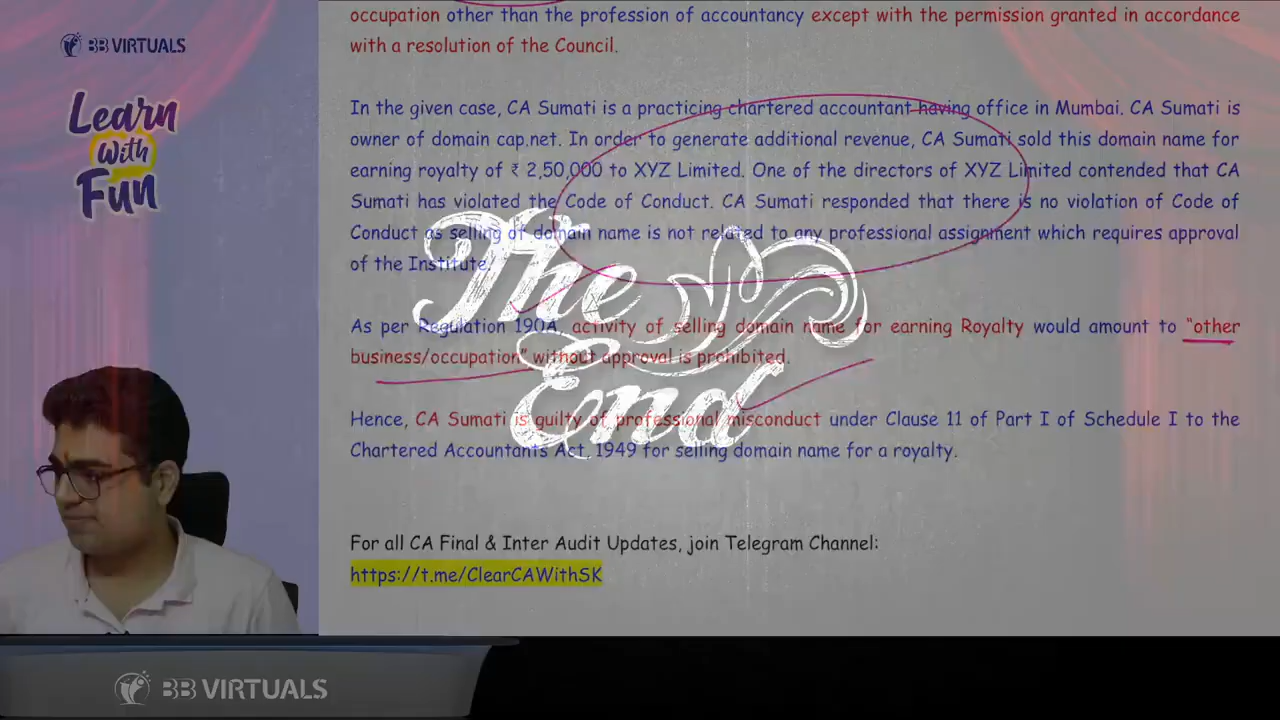 occupation other than the profession of accountancy except with the permission granted in accordance
with a resolution of the Council.
BB VIRTUALS
Learn
With
Fun
In the given case, CA Sumati is a practicing chartered accountant having office in Mumbai. CA Sumati is
owner of domain cap.net. In order to generate additional revenue, CA Sumati sold this domain name for
earning royalty of ₹ 2,50,000 to XYZ Limited. One of the directors of XYZ Limited contended that CA
Sumati has violated the Code of Conduct. CA Sumati responded that there is no violation of Code of
Conduct as selling of domain name is not related to any professional assignment which requires approval
of the Institute.
The
End
As per Regulation 190A, activity of selling domain name for earning Royalty would amount to “other
business/occupation” without approval is prohibited.
Hence, CA Sumati is guilty of professional misconduct under Clause 11 of Part I of Schedule I to the
Chartered Accountants Act, 1949 for selling domain name for a royalty.
For all CA Final & Inter Audit Updates, join Telegram Channel:
https://t.me/ClearCAWithSK
BB VIRTUALS